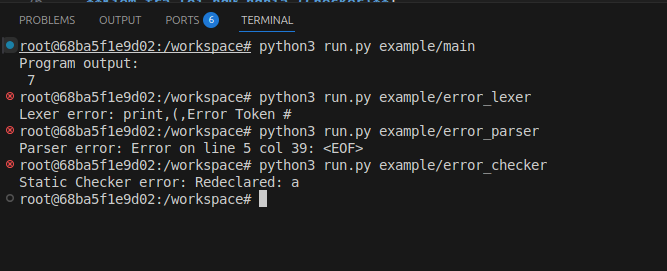 PROBLEMS OUTPUT PORTS 6 TERMINAL
root@68ba5f1e9d02:/workspace# python3 run.py example/main
Program output:
 7
root@68ba5f1e9d02:/workspace# python3 run.py example/error_lexer
Lexer error: print,(,Error Token #
root@68ba5f1e9d02:/workspace# python3 run.py example/error_parser
Parser error: Error on line 5 col 39: <EOF>
root@68ba5f1e9d02:/workspace# python3 run.py example/error_checker
Static Checker error: Redeclared: a
root@68ba5f1e9d02:/workspace#